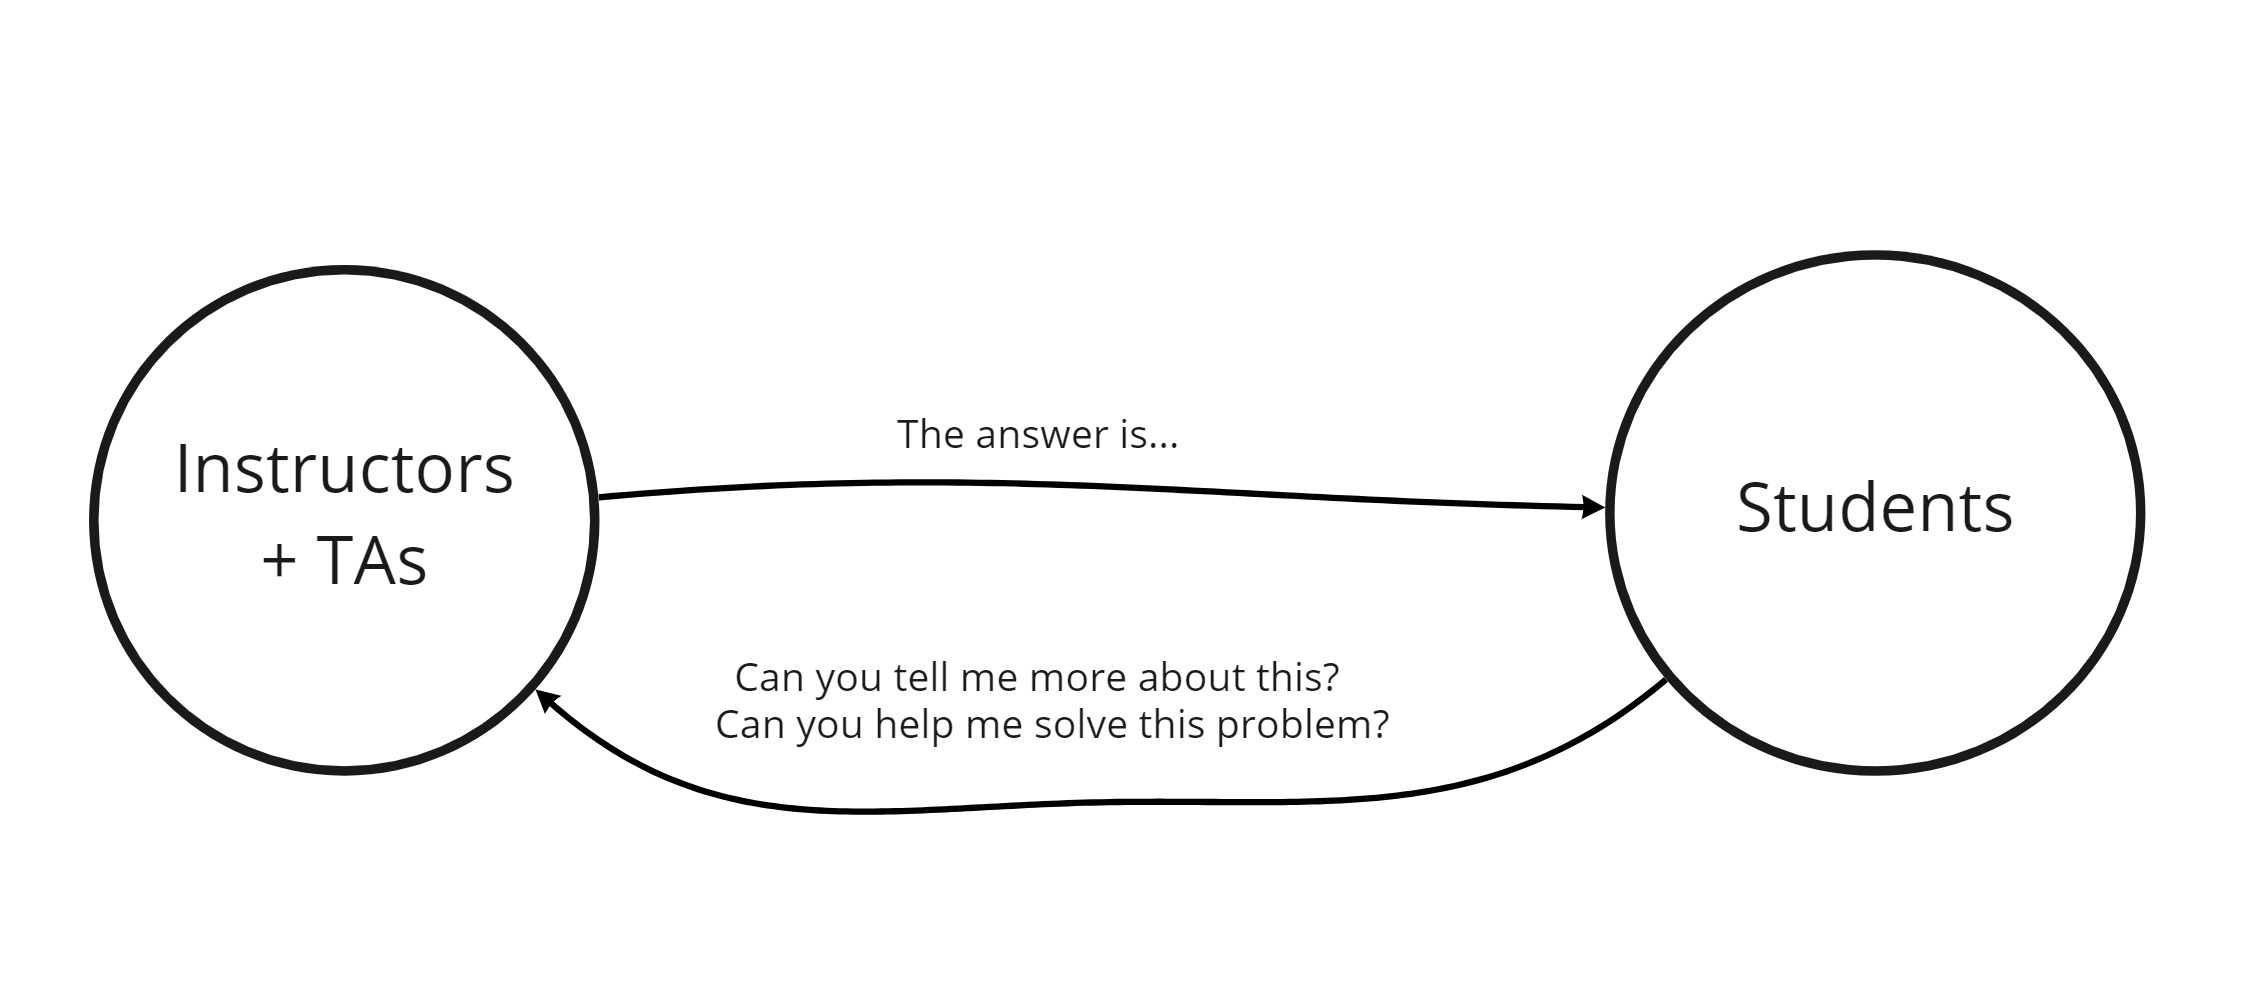 The answer is...
Instructors
+ TAs
Students
Can you tell me more about this?
Can you help me solve this problem?